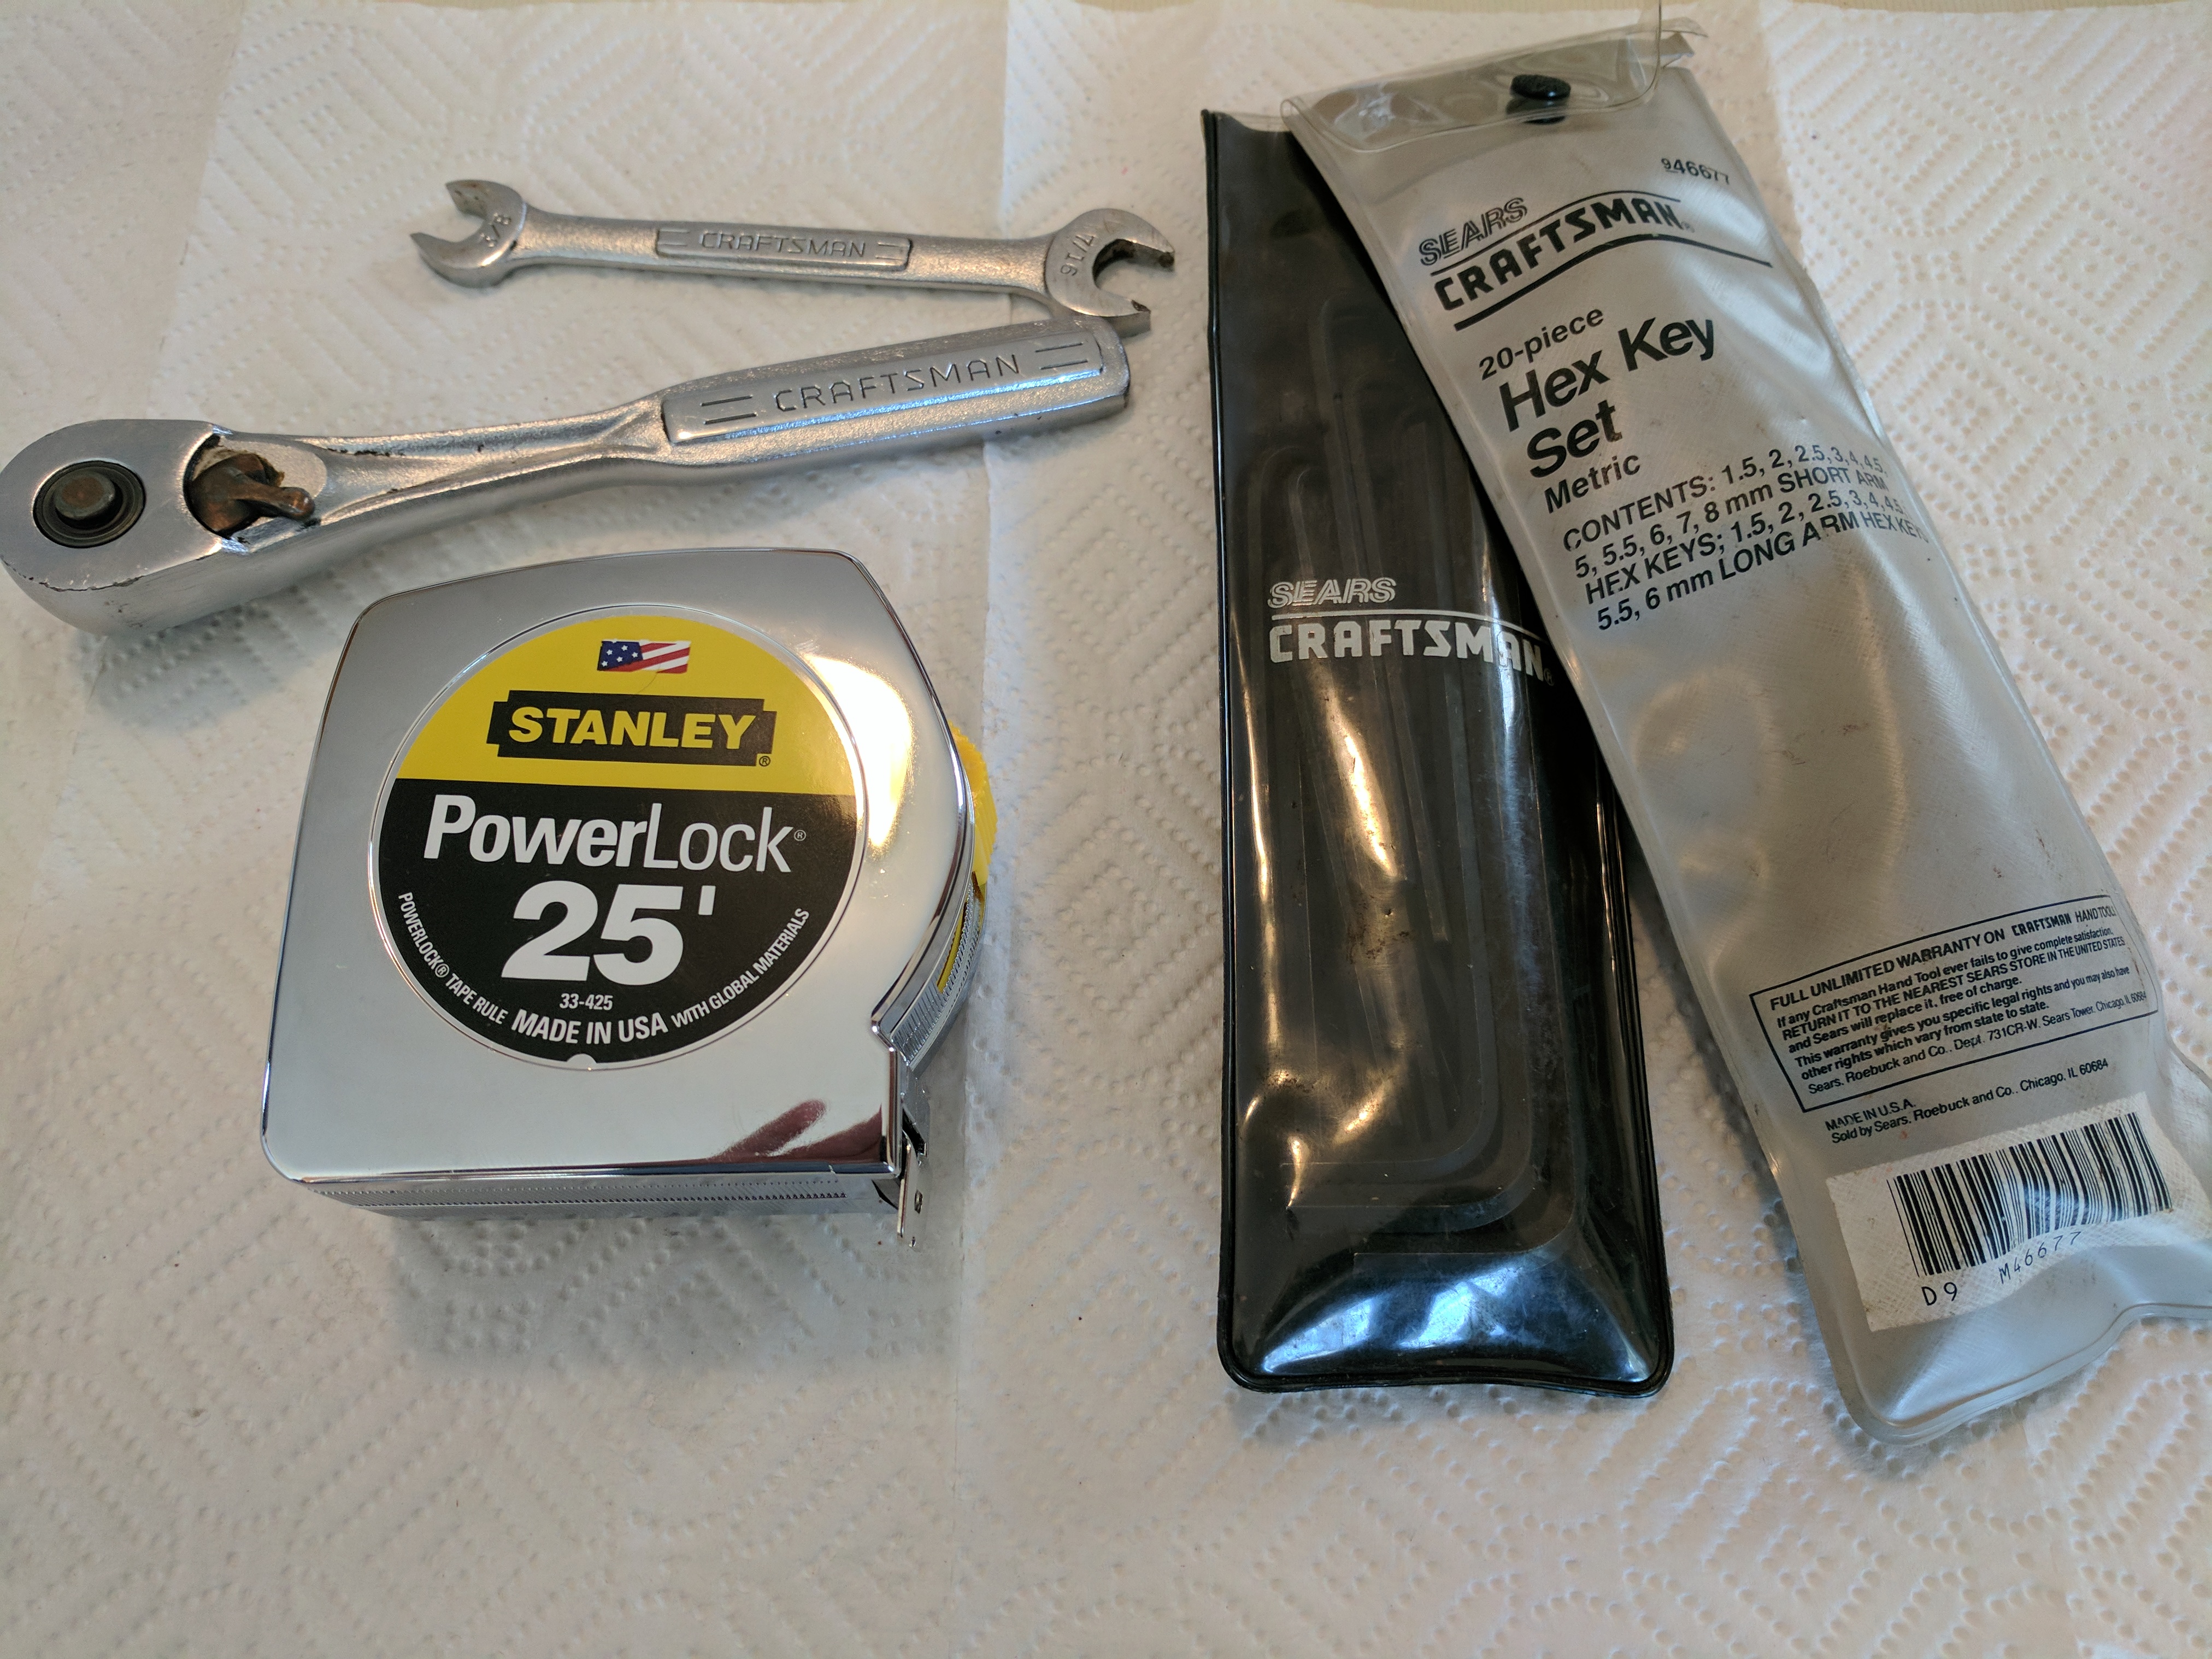 3/8
CRAFTSMAN
7/16
CRAFTSMAN
STANLEY®
PowerLock®
25'
33-425
POWERLOCK® TAPE RULE MADE IN USA WITH GLOBAL MATERIALS
SEARS
CRAFTSMAN®
946677
SEARS
CRAFTSMAN®
20-piece
Hex Key
Set
Metric
CONTENTS: 1.5, 2, 2.5, 3, 4, 4.5,
5, 5.5, 6, 7, 8 mm SHORT ARM
HEX KEYS; 1.5, 2, 2.5, 3, 4, 4.5
5.5, 6 mm LONG ARM HEX KEY
FULL UNLIMITED WARRANTY ON CRAFTSMAN HAND TOOL
If any Craftsman Hand Tool ever fails to give complete satisfaction,
RETURN IT TO THE NEAREST SEARS STORE IN THE UNITED STATES
and Sears will replace it, free of charge.
This warranty gives you specific legal rights and you may also have
other rights which vary from state to state.
Sears, Roebuck and Co., Dept. 731CR-W, Sears Tower, Chicago, IL 60684
MADE IN U.S.A.
Sold by Sears, Roebuck and Co., Chicago, IL 60684
M46677
D9